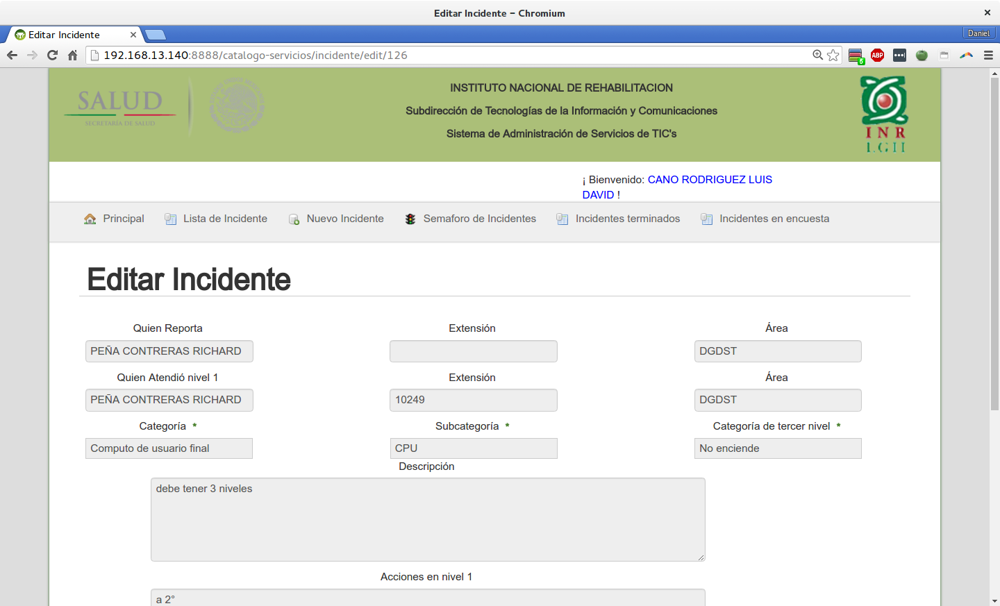 Editar Incidente – Chromium
Editar Incidente
Daniel
192.168.13.140:8888/catalogo-servicios/incidente/edit/126
6
ABP
SALUD
SECRETARÍA DE SALUD
INSTITUTO NACIONAL DE REHABILITACION
Subdirección de Tecnologías de la Información y Comunicaciones
Sistema de Administración de Servicios de TIC's
INR
LGII
¡ Bienvenido: CANO RODRIGUEZ LUIS
DAVID !
Principal Lista de Incidente Nuevo Incidente Semaforo de Incidentes Incidentes terminados Incidentes en encuesta
Editar Incidente
Quien Reporta Extensión Área
PEÑA CONTRERAS RICHARD DGDST
Quien Atendió nivel 1 Extensión Área
PEÑA CONTRERAS RICHARD 10249 DGDST
Categoría * Subcategoría * Categoría de tercer nivel *
Computo de usuario final CPU No enciende
Descripción
debe tener 3 niveles
Acciones en nivel 1
a 2°